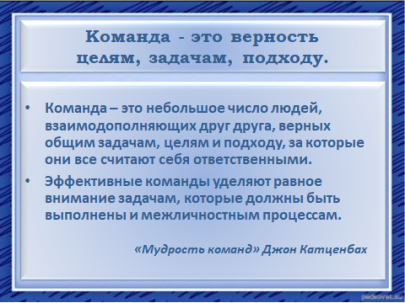 Команда - это верность
целям, задачам, подходу.
• Команда – это небольшое число людей,
взаимодополняющих друг друга, верных
общим задачам, целям и подходу, за которые
они все считают себя ответственными.
• Эффективные команды уделяют равное
внимание задачам, которые должны быть
выполнены и межличностным процессам.
«Мудрость команд» Джон Катценбах
pedsovet.su